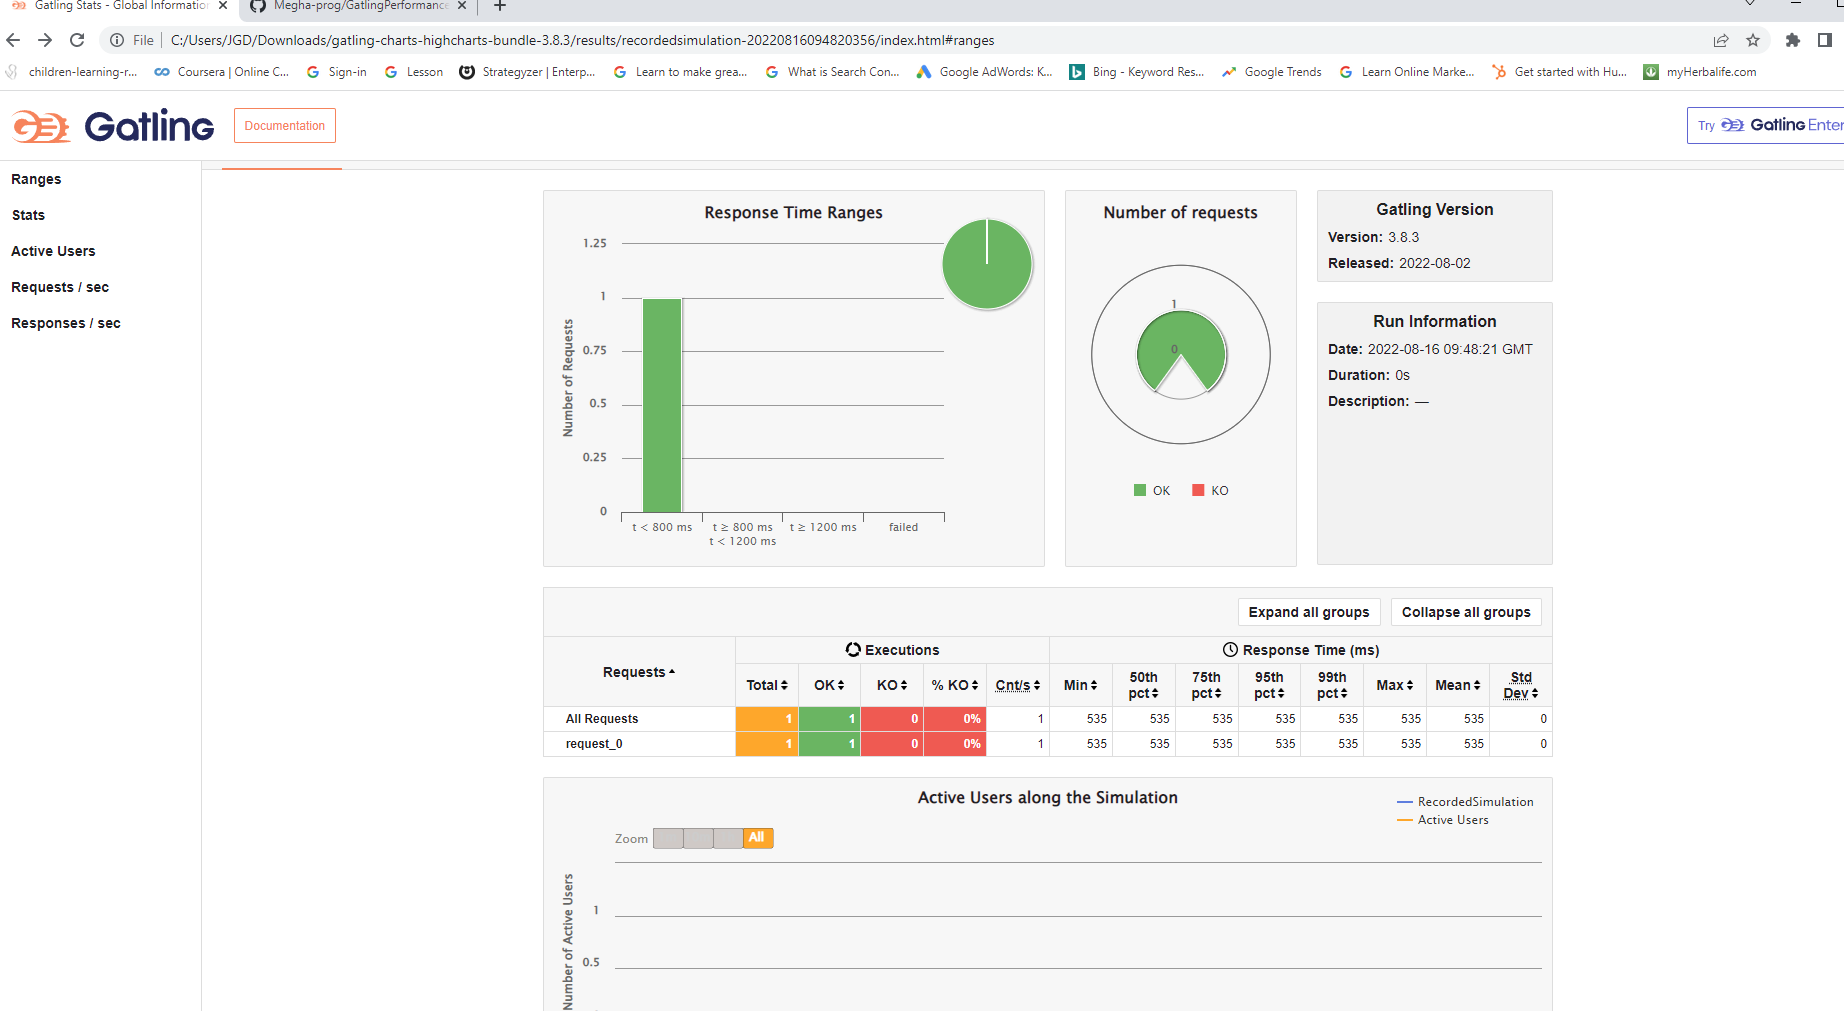 Gatling Stats - Global Information
Megha-prog/GatlingPerformance
File
C:/Users/JGD/Downloads/gatling-charts-highcharts-bundle-3.8.3/results/recordedsimulation-20220816094820356/index.html#ranges
children-learning-r...
Coursera | Online C...
Sign-in
Lesson
Strategyzer | Enterp...
Learn to make grea...
What is Search Con...
Google AdWords: K...
Bing - Keyword Res...
Google Trends
Learn Online Marke...
Get started with Hu...
myHerbalife.com
Gatling
Documentation
Try Gatling Enter
Ranges
Stats
Active Users
Requests / sec
Responses / sec
Response Time Ranges
Number of Requests
1.25
1
0.75
0.5
0.25
0
t < 800 ms
t ≥ 800 ms
t < 1200 ms
t ≥ 1200 ms
failed
Number of requests
1
0
OK
KO
Gatling Version
Version: 3.8.3
Released: 2022-08-02
Run Information
Date: 2022-08-16 09:48:21 GMT
Duration: 0s
Description: —
Expand all groups
Collapse all groups
Requests
Executions
Response Time (ms)
Total OK KO % KO Cnt/s Min 50th pct 75th pct 95th pct 99th pct Max Mean Std Dev
All Requests 1 1 0 0% 1 535 535 535 535 535 535 535 0
request_0 1 1 0 0% 1 535 535 535 535 535 535 535 0
Active Users along the Simulation
RecordedSimulation
Active Users
Zoom
All
Number of Active Users
1
0.5